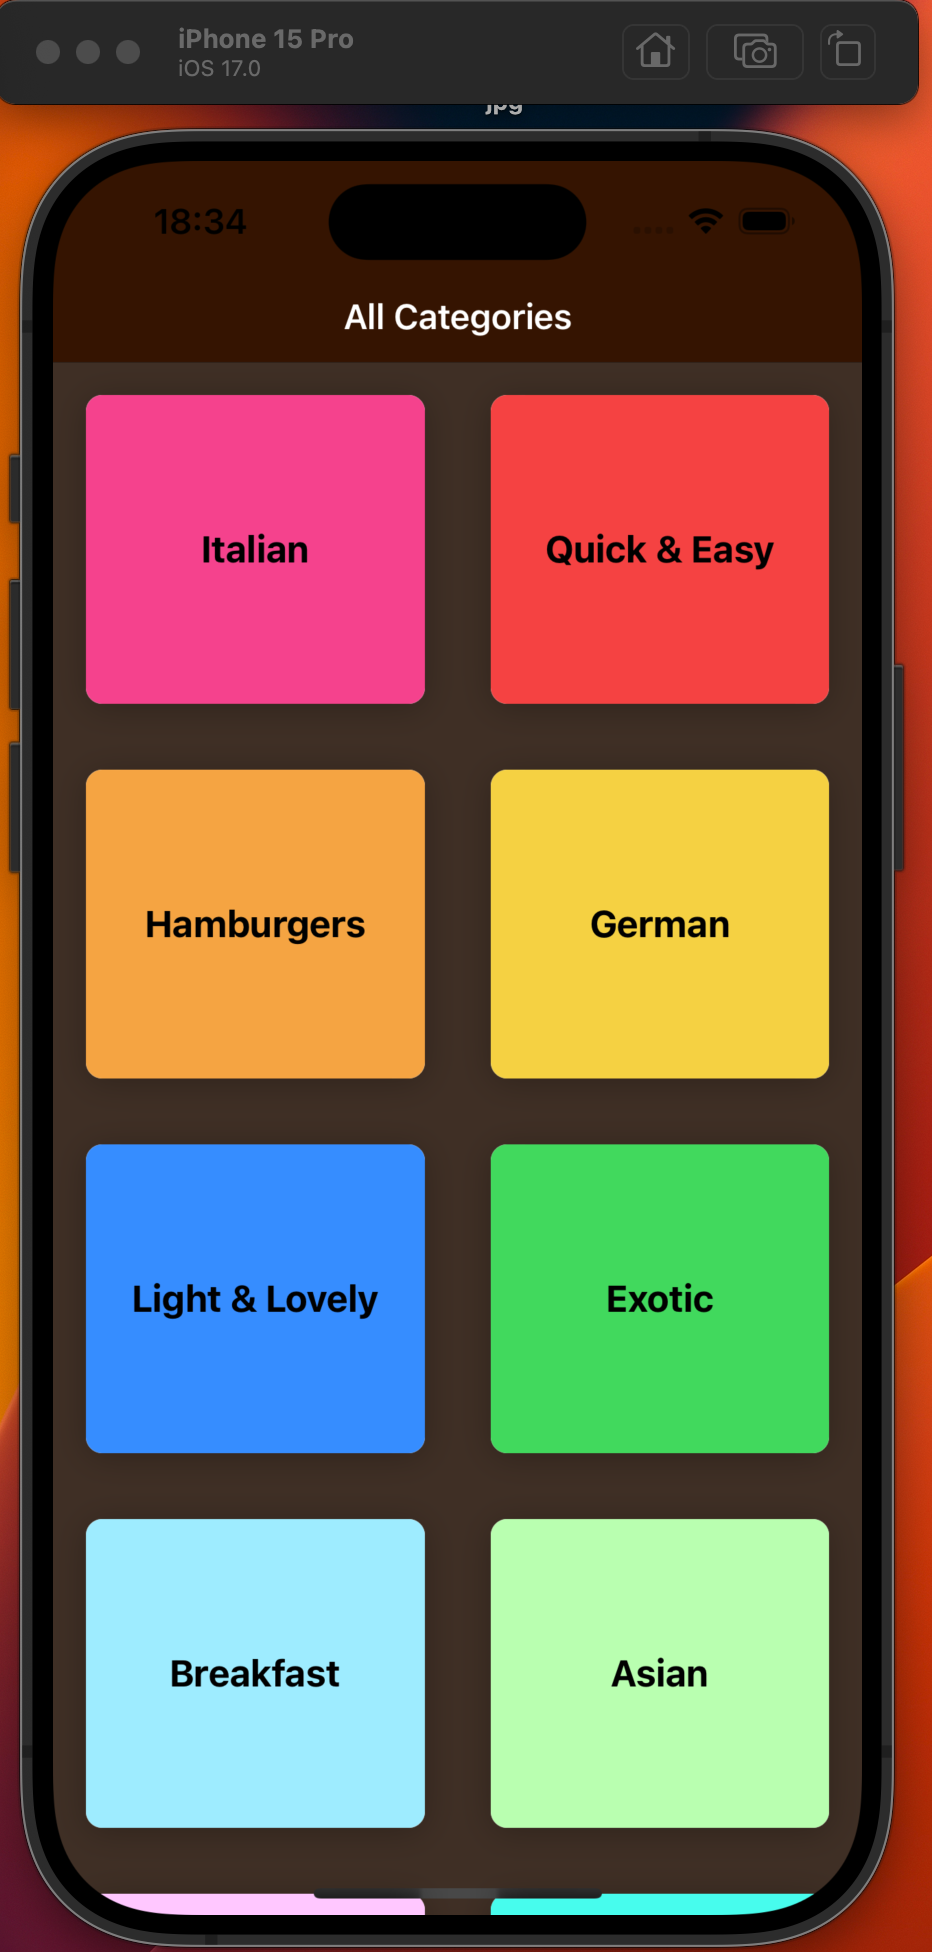 iPhone 15 Pro
iOS 17.0
jpg
18:34
All Categories
Italian
Quick & Easy
Hamburgers
German
Light & Lovely
Exotic
Breakfast
Asian